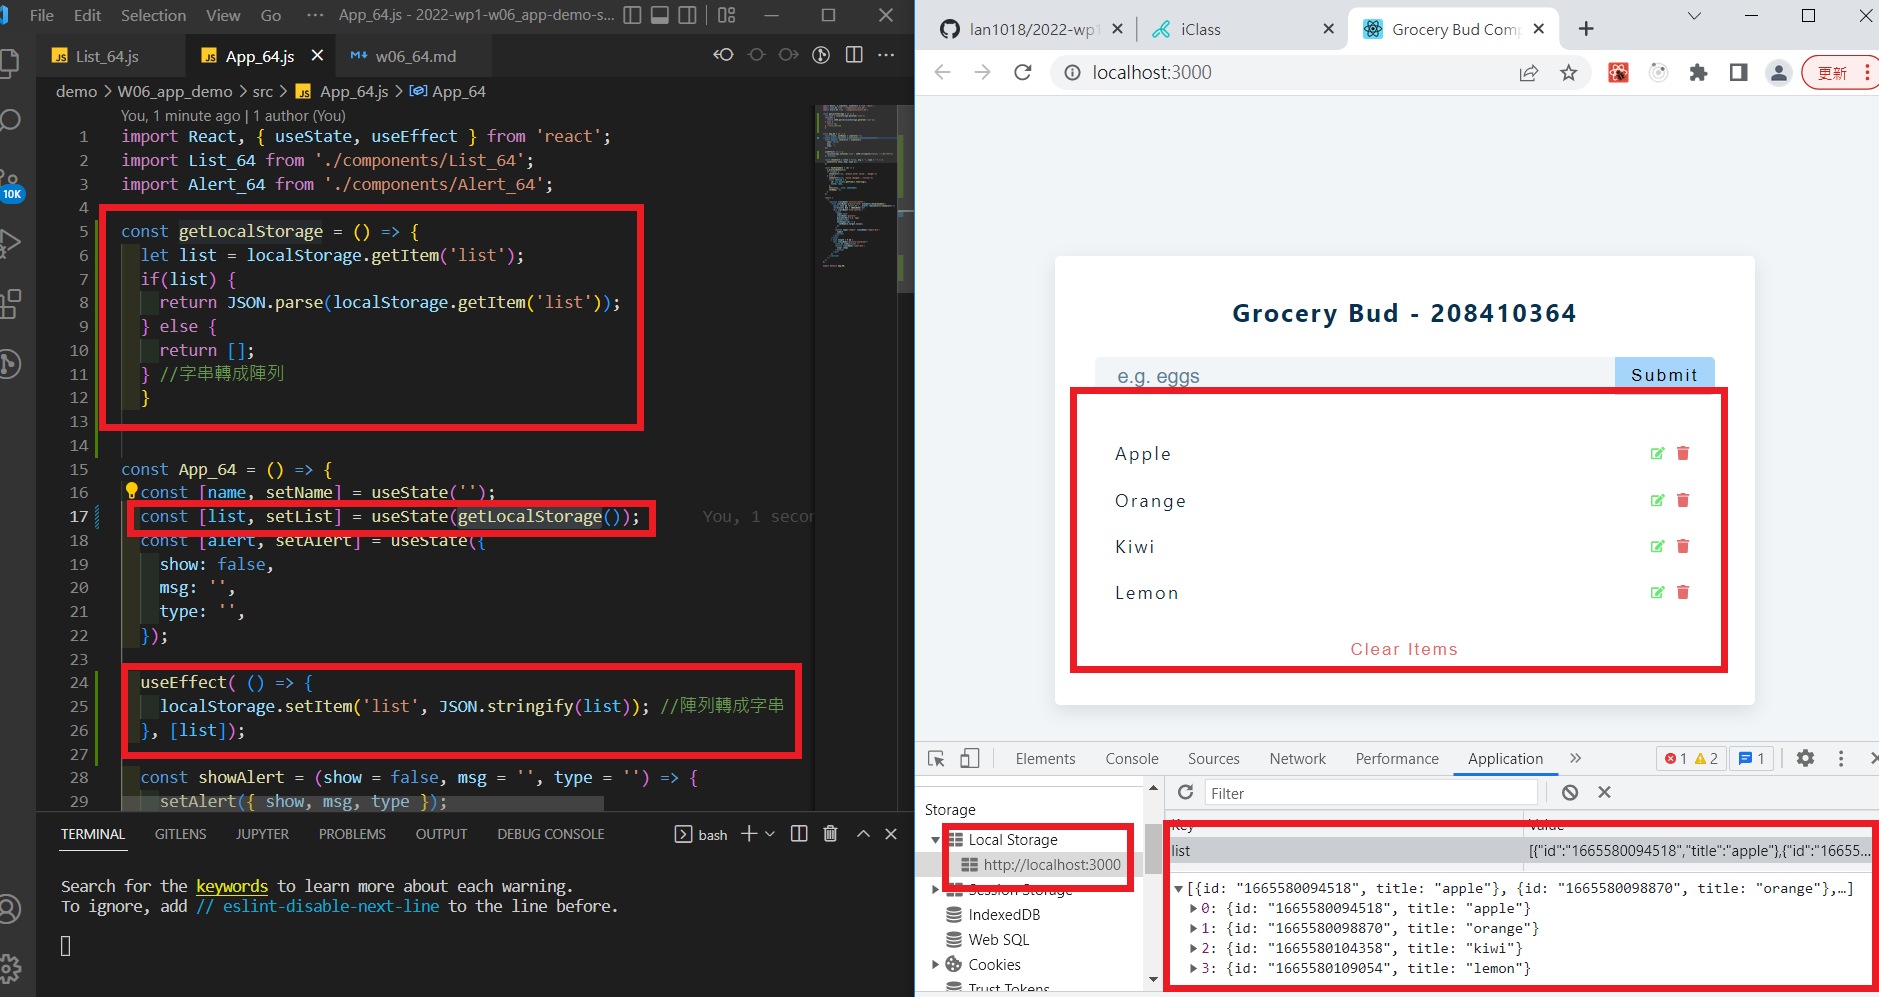 File Edit Selection View Go ··· App_64.js - 2022-wp1-w06_app-demo-s...
JS List_64.js
JS App_64.js
w06_64.md
demo > W06_app_demo > src > JS App_64.js > App_64
You, 1 minute ago | 1 author (You)
1 import React, { useState, useEffect } from 'react';
2 import List_64 from './components/List_64';
3 import Alert_64 from './components/Alert_64';
4
5 const getLocalStorage = () => {
6 let list = localStorage.getItem('list');
7 if(list) {
8 return JSON.parse(localStorage.getItem('list'));
9 } else {
10 return [];
11 } //字串轉成陣列
12 }
13
14
15 const App_64 = () => {
16 const [name, setName] = useState('');
17 const [list, setList] = useState(getLocalStorage()); You, 1 secon
18 const [alert, setAlert] = useState({
19 show: false,
20 msg: '',
21 type: '',
22 });
23
24 useEffect( () => {
25 localStorage.setItem('list', JSON.stringify(list)); //陣列轉成字串
26 }, [list]);
27
28 const showAlert = (show = false, msg = '', type = '') => {
29 setAlert({ show, msg, type });
10K
TERMINAL GITLENS JUPYTER PROBLEMS OUTPUT DEBUG CONSOLE bash
Search for the keywords to learn more about each warning.
To ignore, add // eslint-disable-next-line to the line before.
lan1018/2022-wp1
iClass
Grocery Bud Comp
localhost:3000
更新
Grocery Bud - 208410364
e.g. eggs
Submit
Apple
Orange
Kiwi
Lemon
Clear Items
Elements Console Sources Network Performance Application » 1 2 1
Storage
Local Storage
http://localhost:3000
Session Storage
IndexedDB
Web SQL
Cookies
Trust Tokens
Filter
Key Value
list [{"id":"1665580094518","title":"apple"},{"id":"16655...
[{id: "1665580094518", title: "apple"}, {id: "1665580098870", title: "orange"},…]
0: {id: "1665580094518", title: "apple"}
1: {id: "1665580098870", title: "orange"}
2: {id: "1665580104358", title: "kiwi"}
3: {id: "1665580109054", title: "lemon"}